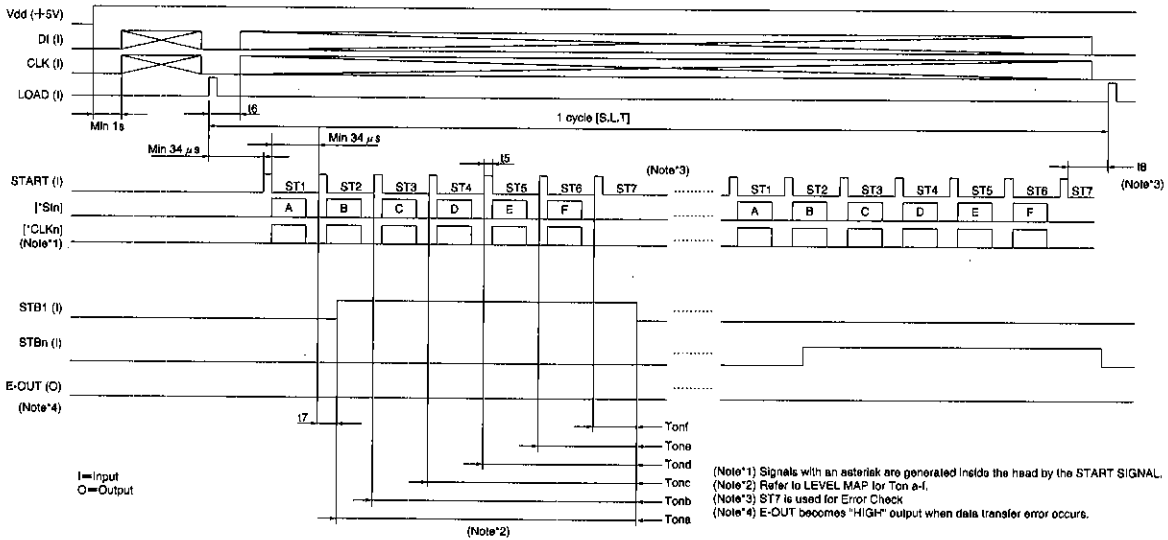 Vdd (+5V)
DI (I)
CLK (I)
LOAD (I)
Min 1s
t6
1 cycle [S.L.T]
Min 34 μs
Min 34 μs
t5
(Note*3)
t8
(Note*3)
START (I)
ST1 ST2 ST3 ST4 ST5 ST6 ST7 ST1 ST2 ST3 ST4 ST5 ST6 ST7
[*SIn]
A B C D E F A B C D E F
[*CLKn]
(Note*1)
STB1 (I)
STBn (I)
E-OUT (O)
(Note*4)
t7
Tonf
Tone
Tond
Tonc
Tonb
Tona
(Note*2)
I=Input
O=Output
(Note*1) Signals with an asterisk are generated inside the head by the START SIGNAL.
(Note*2) Refer to LEVEL MAP for Ton a-f.
(Note*3) ST7 is used for Error Check
(Note*4) E-OUT becomes "HIGH" output when data transfer error occurs.